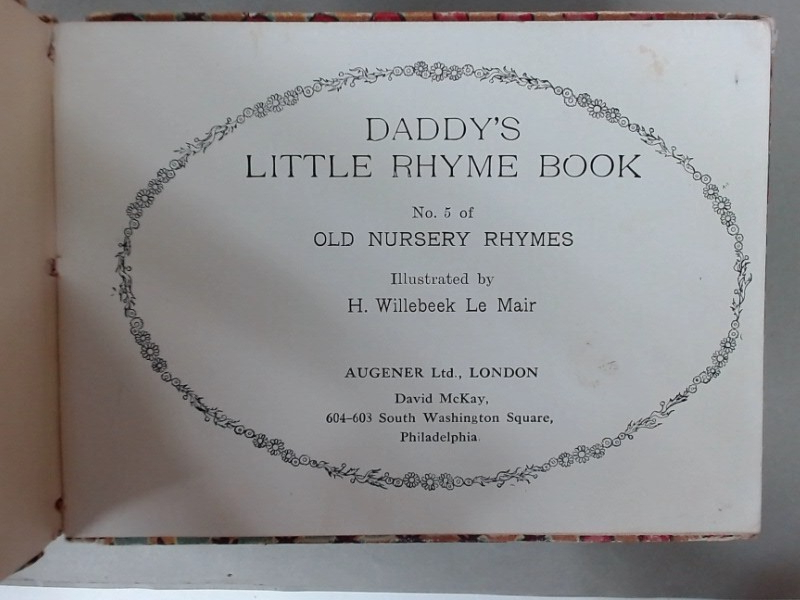 DADDY'S
LITTLE RHYME BOOK
No. 5 of
OLD NURSERY RHYMES
Illustrated by
H. Willebeek Le Mair
AUGENER Ltd., LONDON
David McKay,
604–603 South Washington Square,
Philadelphia.